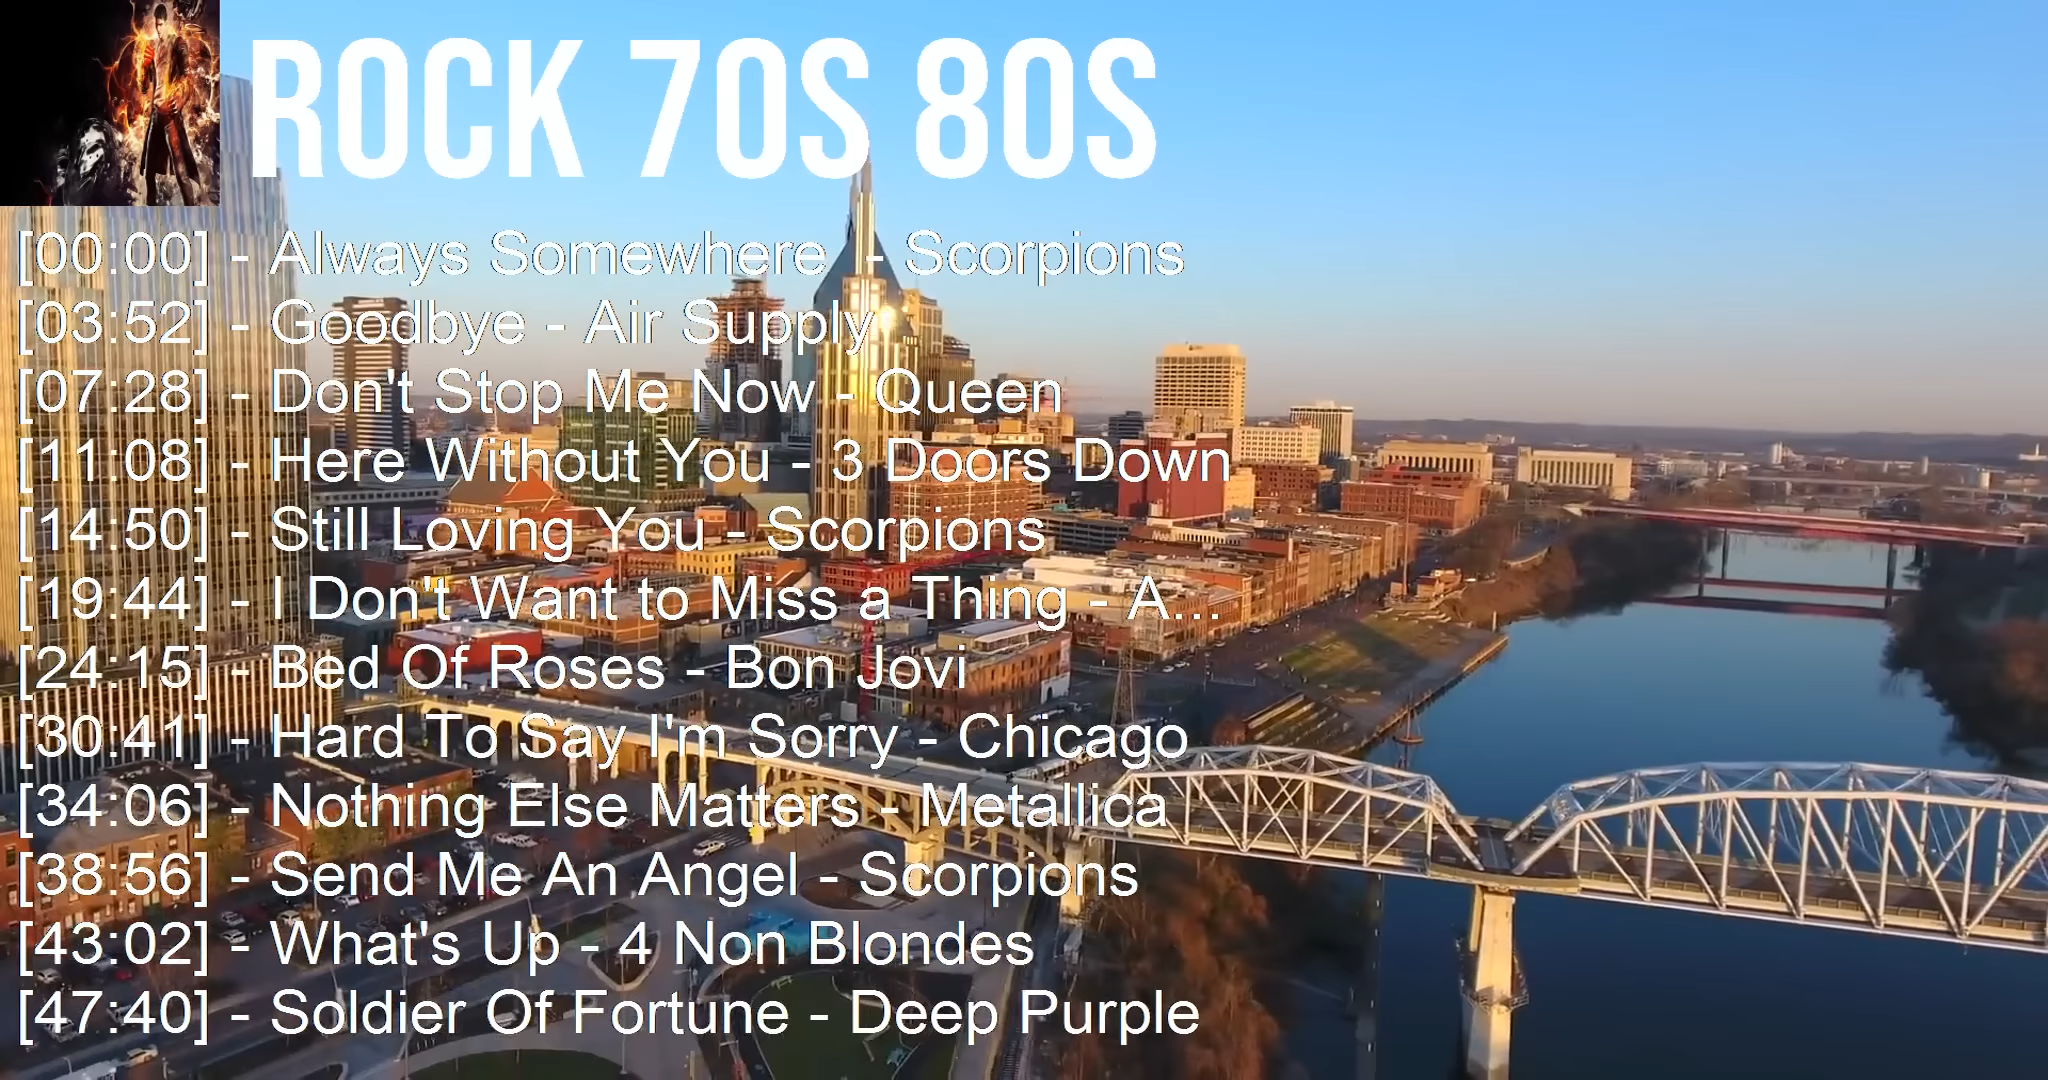 ROCK 70S 80S
[00:00] - Always Somewhere - Scorpions
[03:52] - Goodbye - Air Supply
[07:28] - Don't Stop Me Now - Queen
[11:08] - Here Without You - 3 Doors Down
[14:50] - Still Loving You - Scorpions
[19:44] - I Don't Want to Miss a Thing - A...
[24:15] - Bed Of Roses - Bon Jovi
[30:41] - Hard To Say I'm Sorry - Chicago
[34:06] - Nothing Else Matters - Metallica
[38:56] - Send Me An Angel - Scorpions
[43:02] - What's Up - 4 Non Blondes
[47:40] - Soldier Of Fortune - Deep Purple